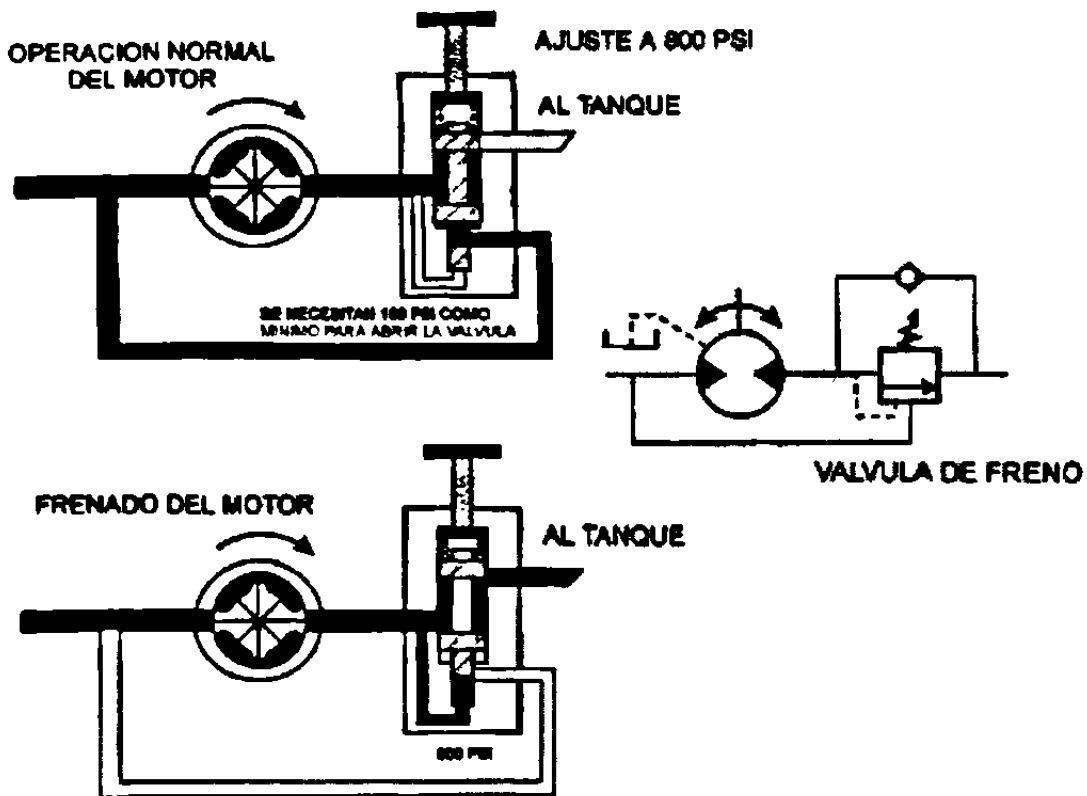 OPERACION NORMAL
DEL MOTOR
AJUSTE A 800 PSI
AL TANQUE
SE NECESITAN 100 PSI COMO
MINIMO PARA ABRIR LA VALVULA
VALVULA DE FRENO
FRENADO DEL MOTOR
AL TANQUE
800 PSI